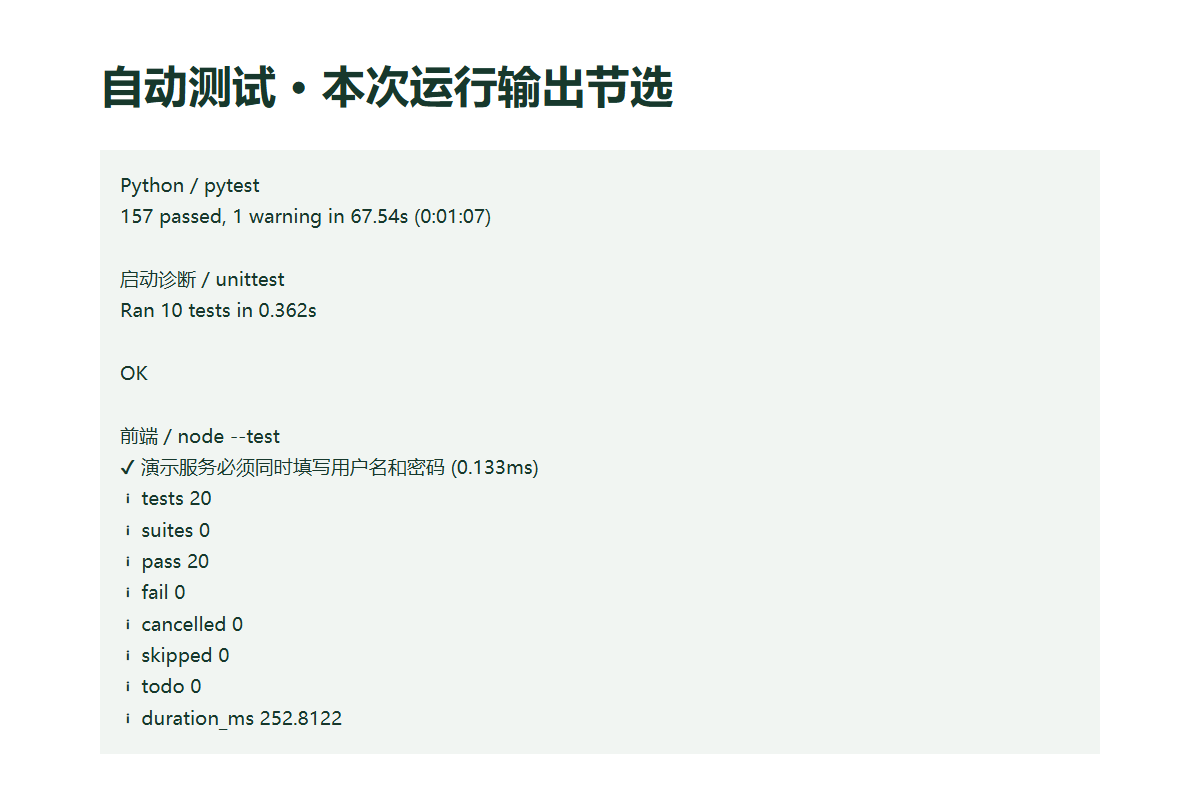 自动测试 · 本次运行输出节选
Python / pytest
157 passed, 1 warning in 67.54s (0:01:07)
启动诊断 / unittest
Ran 10 tests in 0.362s
OK
前端 / node --test
✔ 演示服务必须同时填写用户名和密码 (0.133ms)
ℹ tests 20
ℹ suites 0
ℹ pass 20
ℹ fail 0
ℹ cancelled 0
ℹ skipped 0
ℹ todo 0
ℹ duration_ms 252.8122